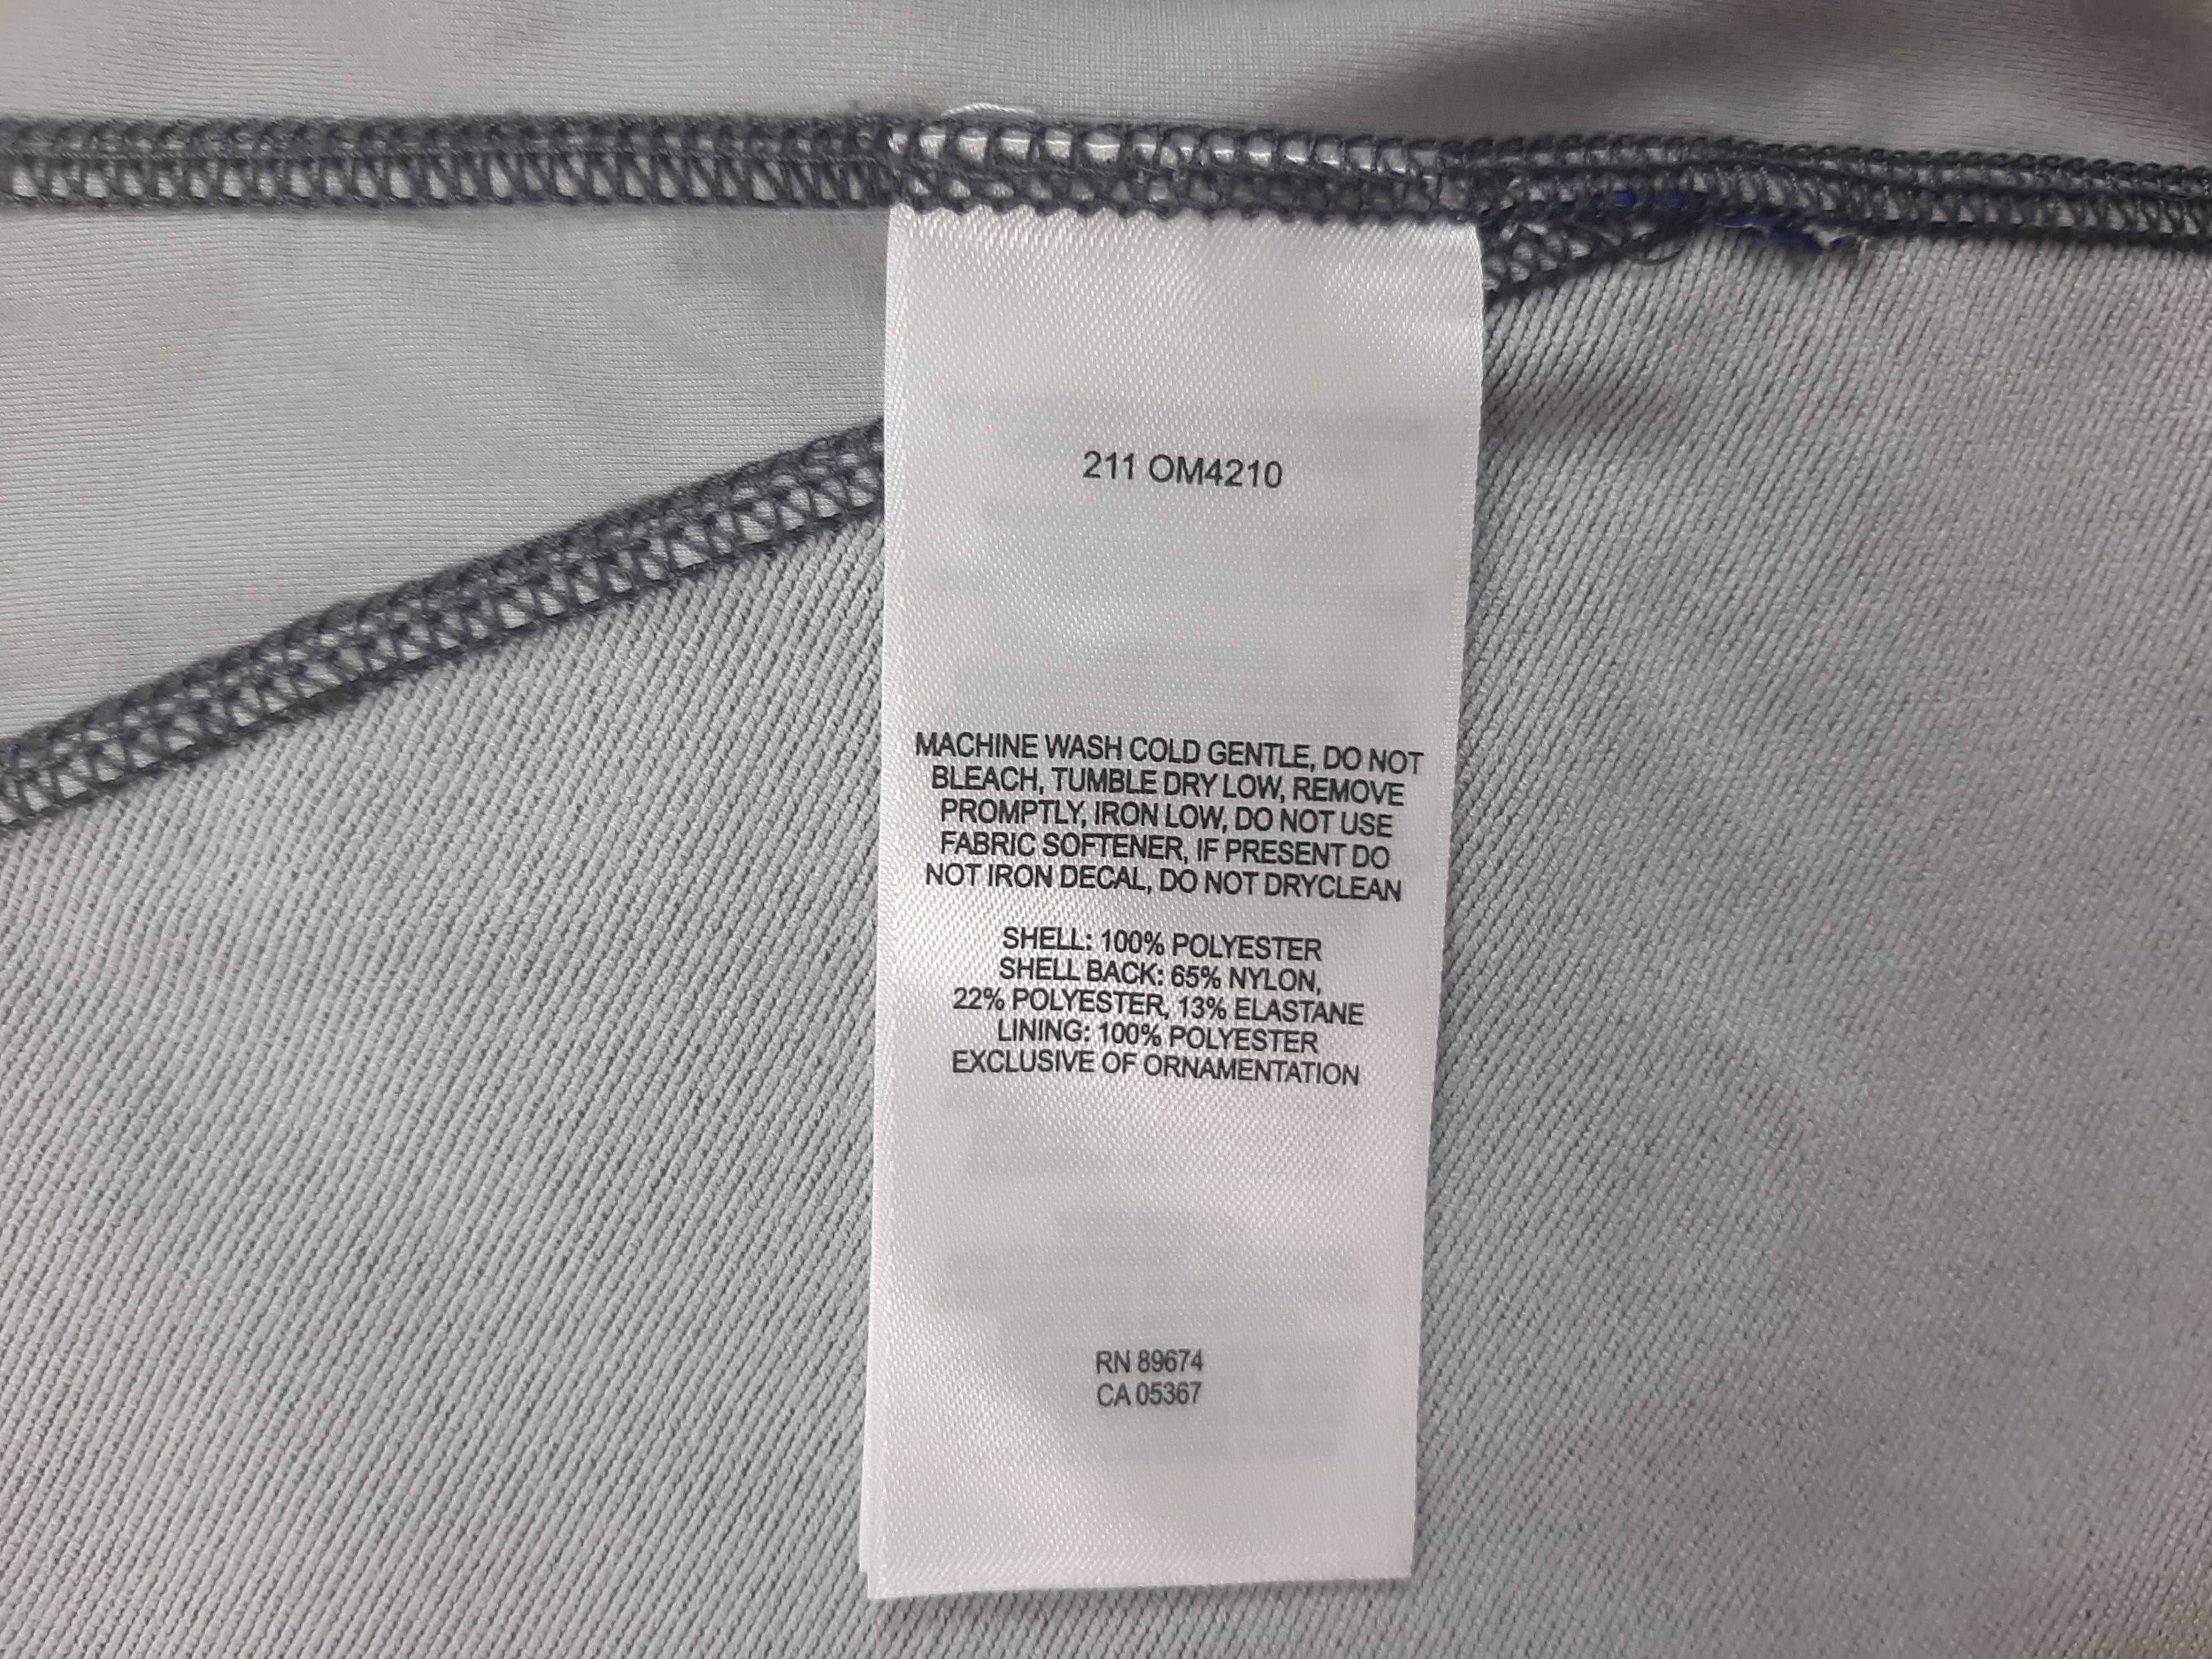 211 OM4210
MACHINE WASH COLD GENTLE, DO NOT
BLEACH, TUMBLE DRY LOW, REMOVE
PROMPTLY, IRON LOW, DO NOT USE
FABRIC SOFTENER, IF PRESENT DO
NOT IRON DECAL, DO NOT DRYCLEAN
SHELL: 100% POLYESTER
SHELL BACK: 65% NYLON,
22% POLYESTER, 13% ELASTANE
LINING: 100% POLYESTER
EXCLUSIVE OF ORNAMENTATION
RN 89674
CA 05367